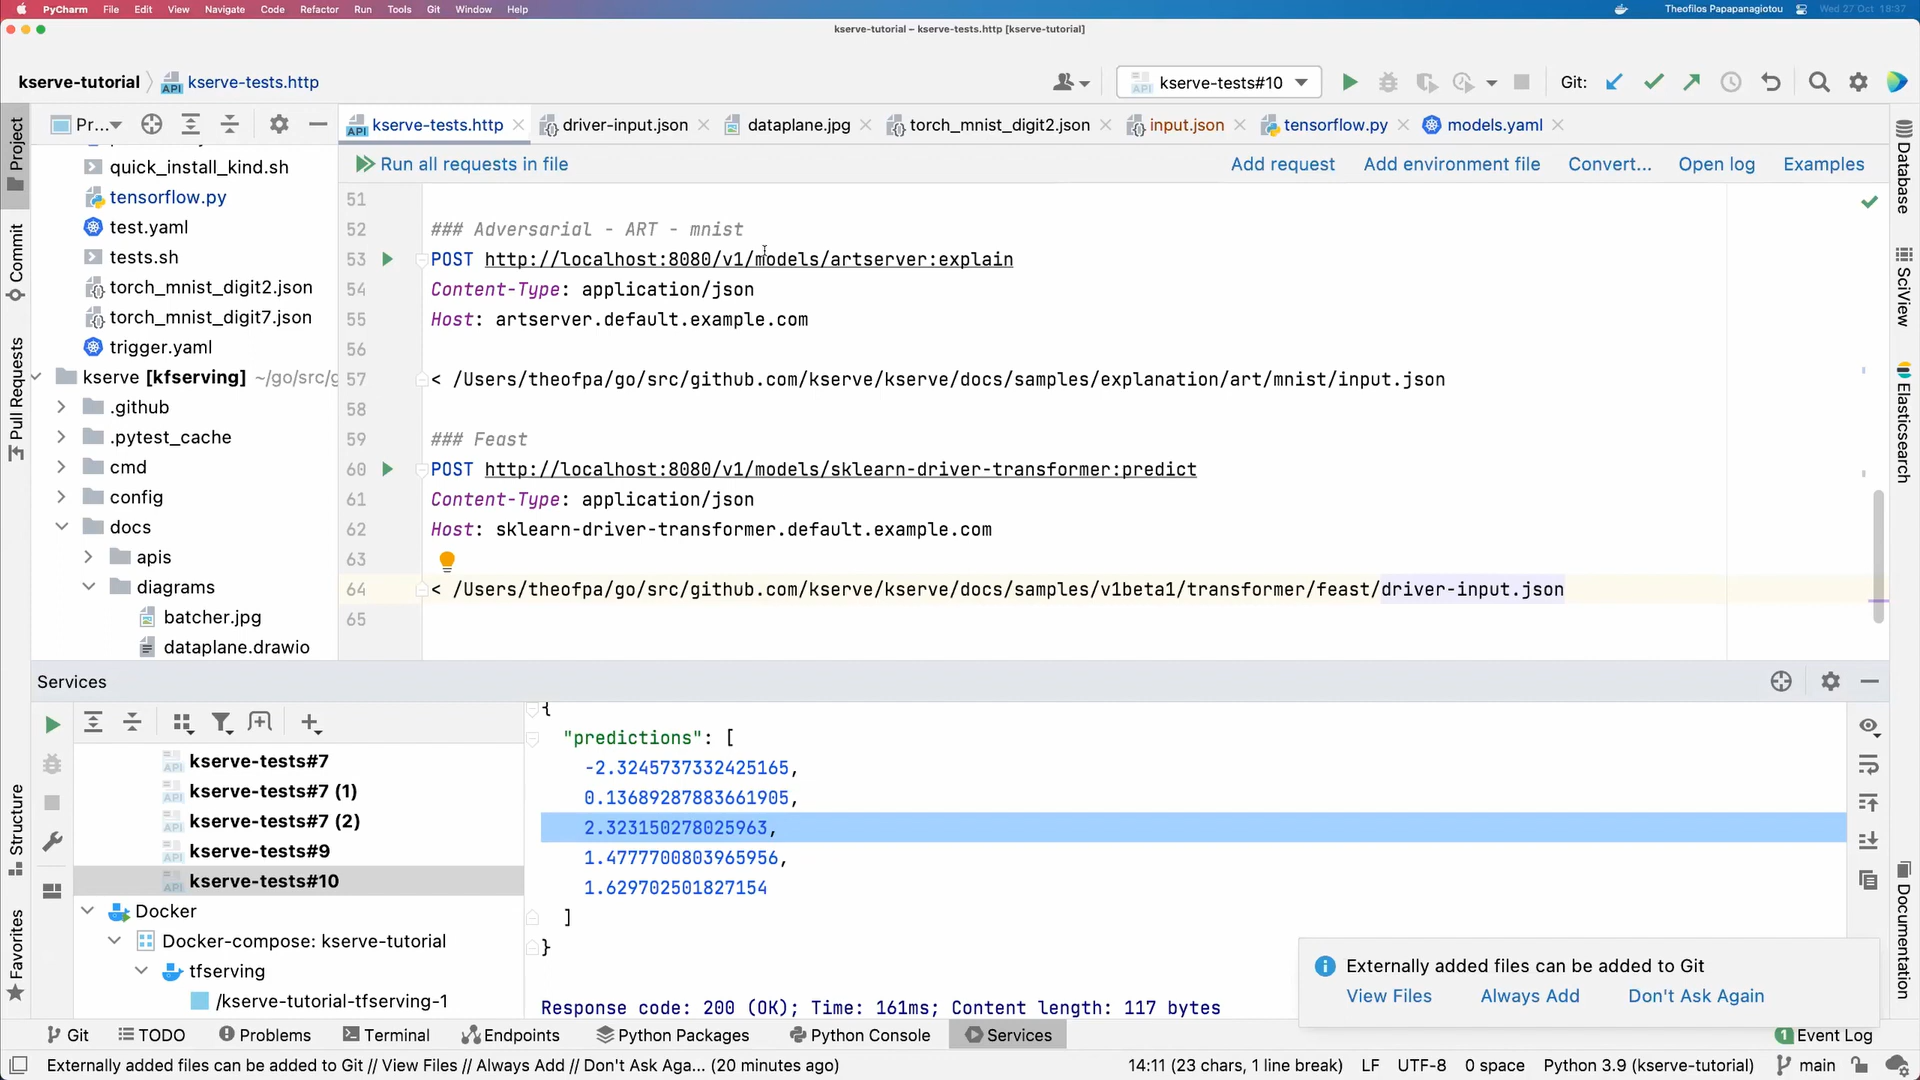 PyCharm File Edit View Navigate Code Refactor Run Tools Git Window Help Theofilos Papapanagiotou Wed 27 Oct 18:37
kserve-tutorial – kserve-tests.http [kserve-tutorial]
kserve-tutorial kserve-tests.http kserve-tests#10 Git:
Project
Commit
Pull Requests
Structure
Favorites
Pr...
quick_install_kind.sh
tensorflow.py
test.yaml
tests.sh
torch_mnist_digit2.json
torch_mnist_digit7.json
trigger.yaml
kserve [kfserving] ~/go/src/g
.github
.pytest_cache
cmd
config
docs
apis
diagrams
batcher.jpg
dataplane.drawio
kserve-tests.http driver-input.json dataplane.jpg torch_mnist_digit2.json input.json tensorflow.py models.yaml
Run all requests in file Add request Add environment file Convert... Open log Examples
51
52 ### Adversarial - ART - mnist
53 POST http://localhost:8080/v1/models/artserver:explain
54 Content-Type: application/json
55 Host: artserver.default.example.com
56
57 < /Users/theofpa/go/src/github.com/kserve/kserve/docs/samples/explanation/art/mnist/input.json
58
59 ### Feast
60 POST http://localhost:8080/v1/models/sklearn-driver-transformer:predict
61 Content-Type: application/json
62 Host: sklearn-driver-transformer.default.example.com
63
64 < /Users/theofpa/go/src/github.com/kserve/kserve/docs/samples/v1beta1/transformer/feast/driver-input.json
65
Database
SciView
Elasticsearch
Documentation
Services
API kserve-tests#7
API kserve-tests#7 (1)
API kserve-tests#7 (2)
API kserve-tests#9
API kserve-tests#10
Docker
Docker-compose: kserve-tutorial
tfserving
/kserve-tutorial-tfserving-1
{
"predictions": [
-2.3245737332425165,
0.13689287883661905,
2.323150278025963,
1.4777700803965956,
1.629702501827154
]
}
Response code: 200 (OK); Time: 161ms; Content length: 117 bytes
Externally added files can be added to Git
View Files Always Add Don't Ask Again
Git TODO Problems Terminal Endpoints Python Packages Python Console Services 1 Event Log
Externally added files can be added to Git // View Files // Always Add // Don't Ask Aga... (20 minutes ago) 14:11 (23 chars, 1 line break) LF UTF-8 0 space Python 3.9 (kserve-tutorial) main